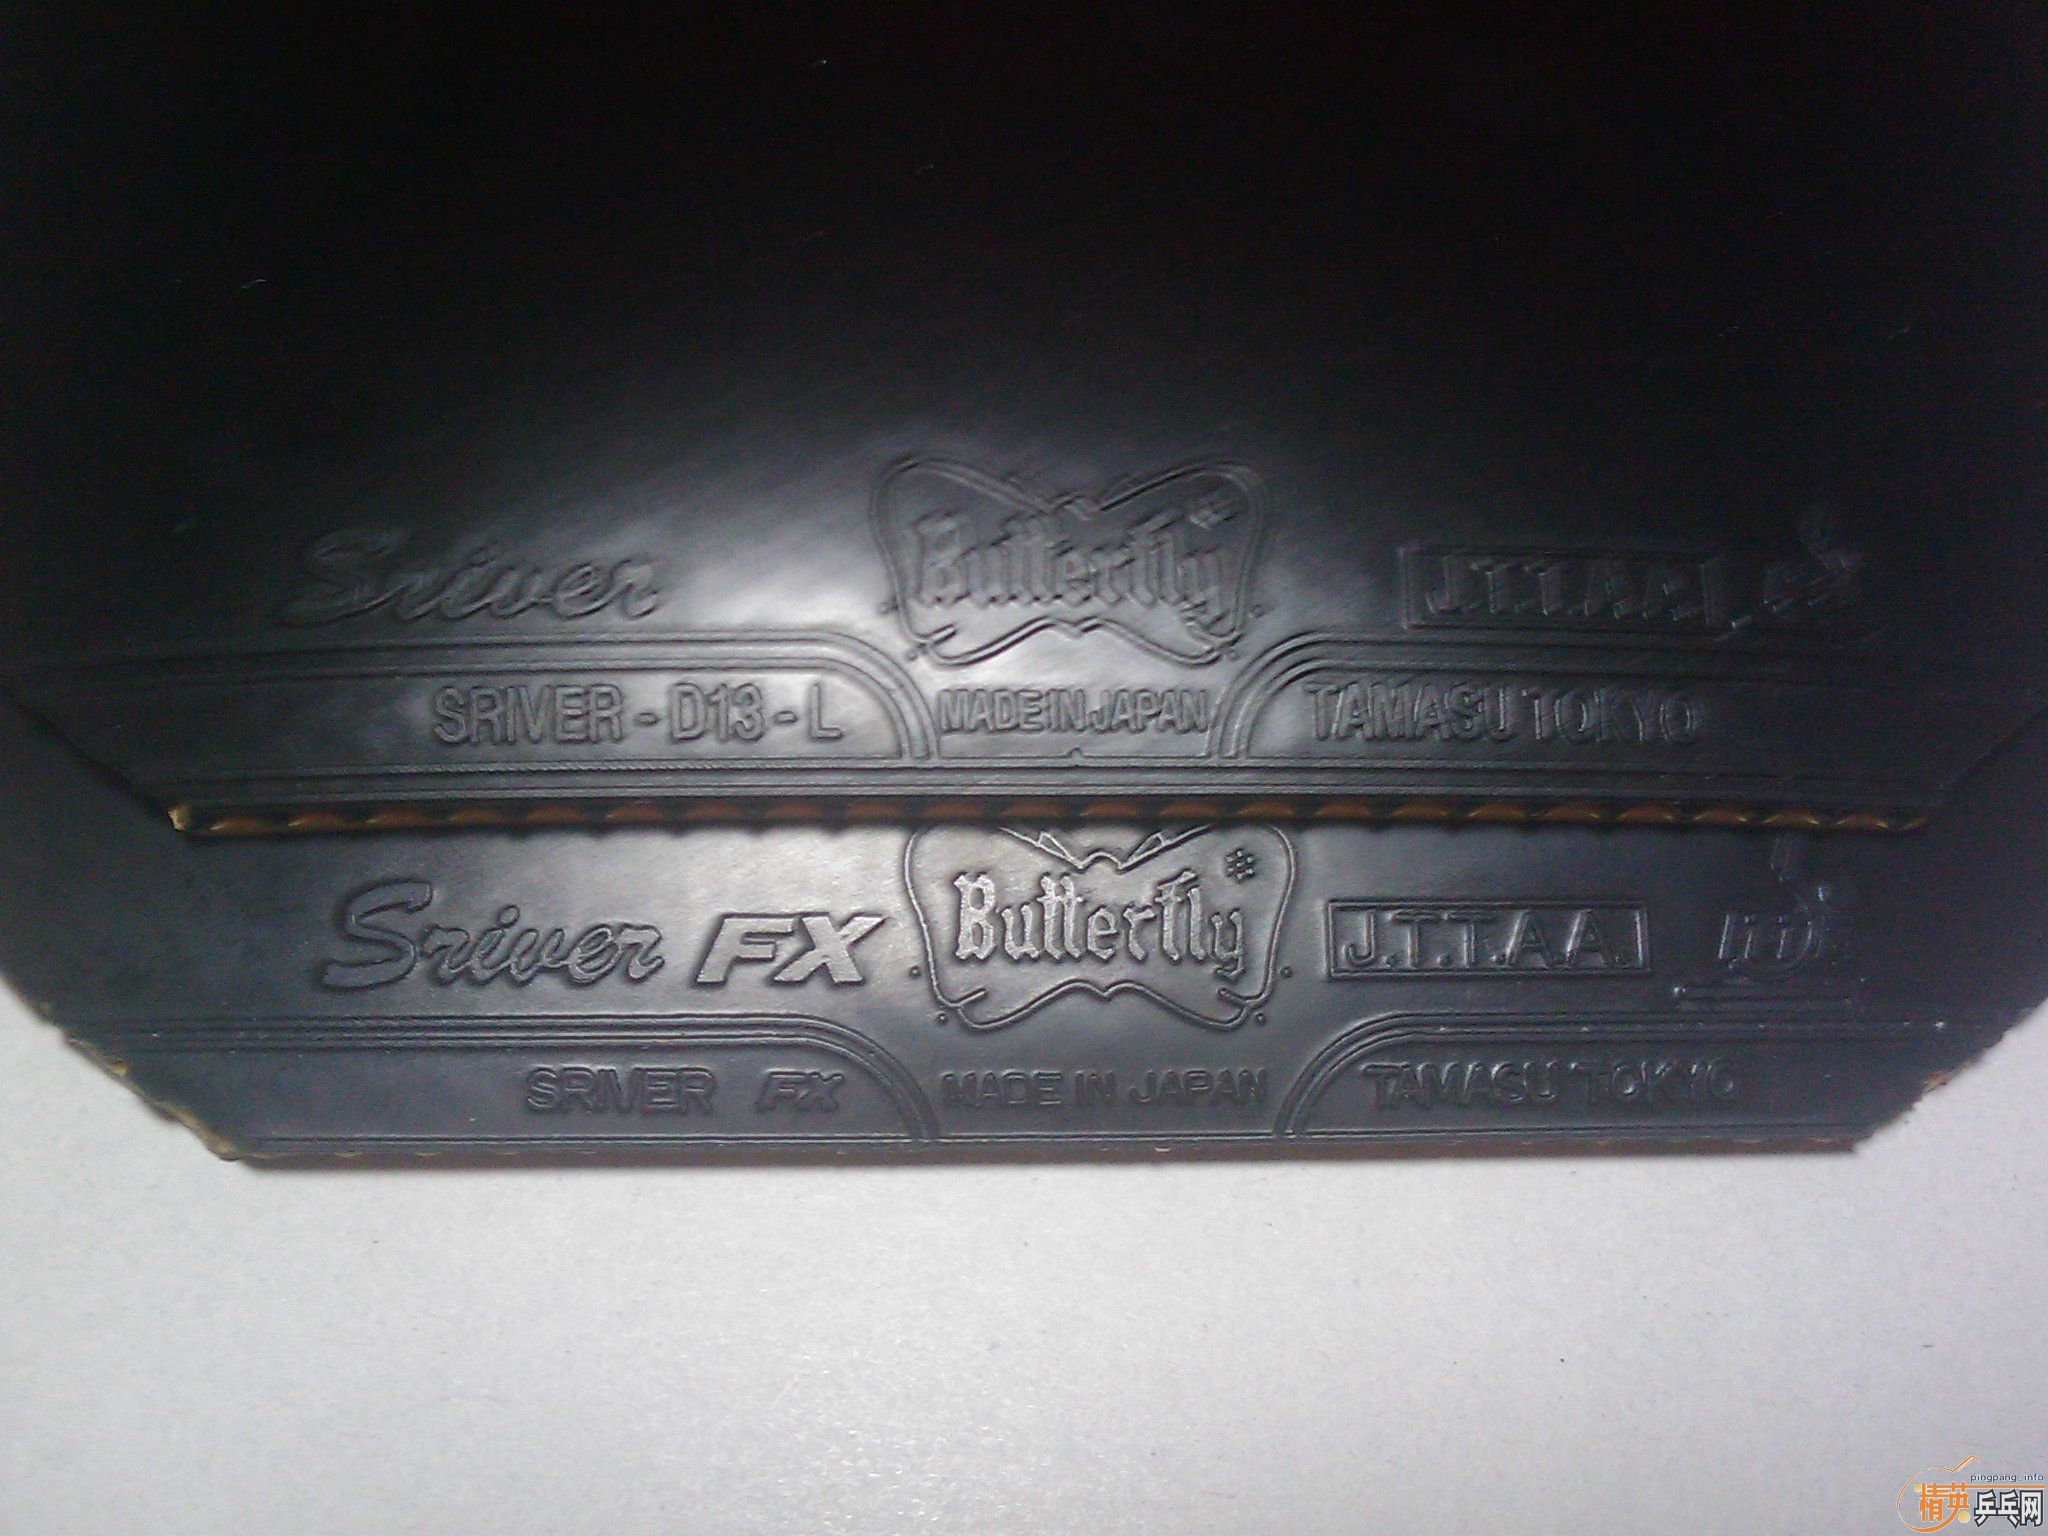 Sriver Butterfly J.T.T.A.A.
SRIVER - D13 - L MADE IN JAPAN TAMASU TOKYO
Sriver FX Butterfly J.T.T.A.A.
SRIVER FX MADE IN JAPAN TAMASU TOKYO
pingpang_info
精英乒乓网